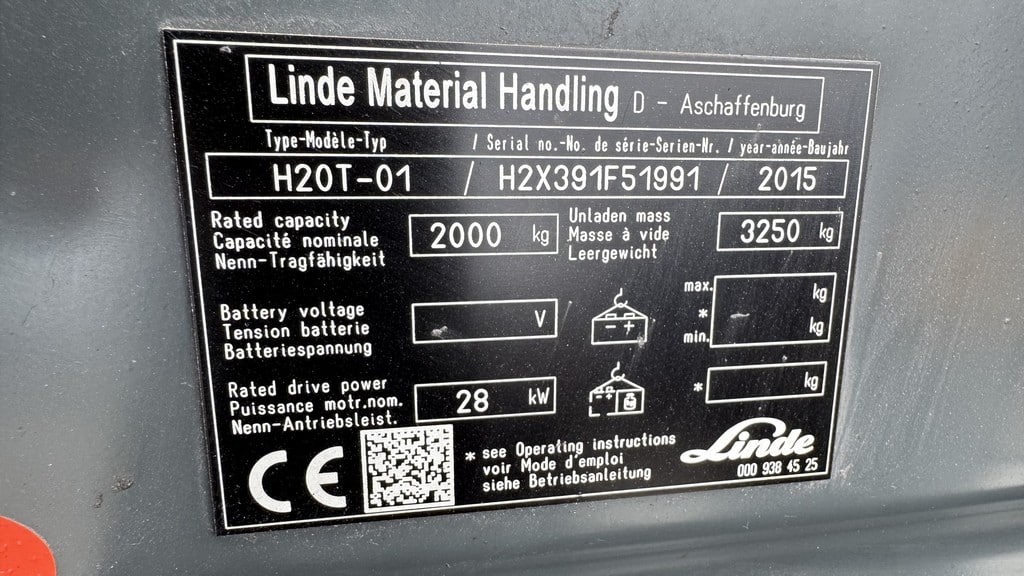 Linde Material Handling D - Aschaffenburg
Type-Modèle-Typ / Serial no.-No. de série-Serien-Nr. / year-année-Baujahr
H20T-01 / H2X391F51991 / 2015
Rated capacity
Capacité nominale
Nenn-Tragfähigkeit
2000 kg
Unladen mass
Masse à vide
Leergewicht
3250 kg
Battery voltage
Tension batterie
Batteriespannung
V
- +
max. kg
*
min. kg
Rated drive power
Puissance motr.nom.
Nenn-Antriebsleist.
28 kW
- +
* kg
CE
* see Operating instructions
voir Mode d'emploi
siehe Betriebsanleitung
Linde
000 938 45 25